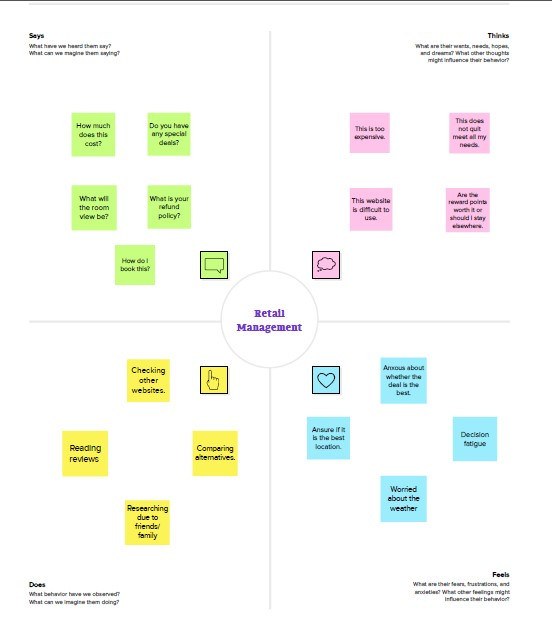 Says
What have we heard them say?
What can we magine them saying?
Thinks
What are their wants, needs, hopes,
and dreams? What other thoughts
might influence their behavior?
How much
does this
cost?
Do you have
any special
deals?
This is too
expensive.
This does
not quit
meet all my
needs.
What will
the room
view be?
What is your
refund
policy?
This website
is difficult to
use.
Are the
reward points
worth it or
should I stay
elsewhere.
How do I
book this?
Retail
Management
Checking
other
websites.
Anxous about
whether the
deal is the
best.
Reading
reviews
Comparing
alternatives.
Ansure if it
is the best
location.
Decision
fatigue
Researching
due to
friends/
family
Worried
about the
weather
Does
What behavior have we observed?
What can we imagine them doing?
Feels
What are their fears, frustrations, and
anxieties? What other feelings might
influence their behavior?